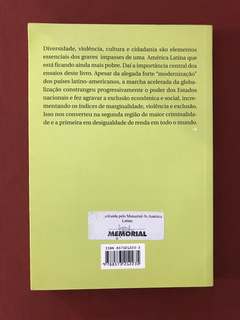 Diversidade, violência, cultura e cidadania são elementos
essenciais dos graves impasses de uma América Latina que
está ficando ainda mais pobre. Daí a importância central dos
ensaios deste livro. Apesar da alegada forte "modernização"
dos países latino-americanos, a marcha acelerada da globa-
lização constrangeu progressivamente o poder dos Estados
nacionais e fez agravar a exclusão econômica e social, incre-
mentando os índices de marginalidade, violência e exclusão.
Isso nos converteu na segunda região de maior criminalida-
de e a primeira em desigualdade de renda em todo o mundo.
pelo Memorial da América
Latina
MEMORIAL